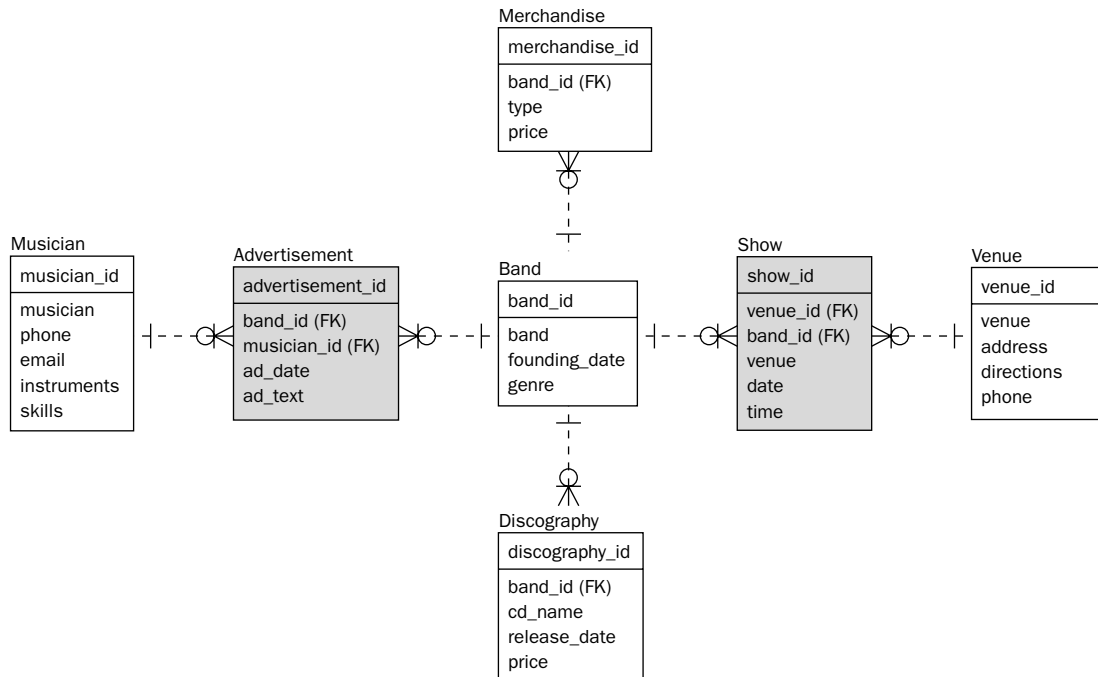 Merchandise
merchandise_id
band_id (FK)
type
price
Musician
musician_id
musician
phone
email
instruments
skills
Advertisement
advertisement_id
band_id (FK)
musician_id (FK)
ad_date
ad_text
Band
band_id
band
founding_date
genre
Show
show_id
venue_id (FK)
band_id (FK)
venue
date
time
Venue
venue_id
venue
address
directions
phone
Discography
discography_id
band_id (FK)
cd_name
release_date
price